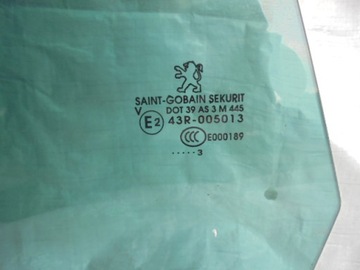 SAINT-GOBAIN SEKURIT
V DOT 39 AS 3 M 445
E2 43R-005013
CCC E000189
.....3